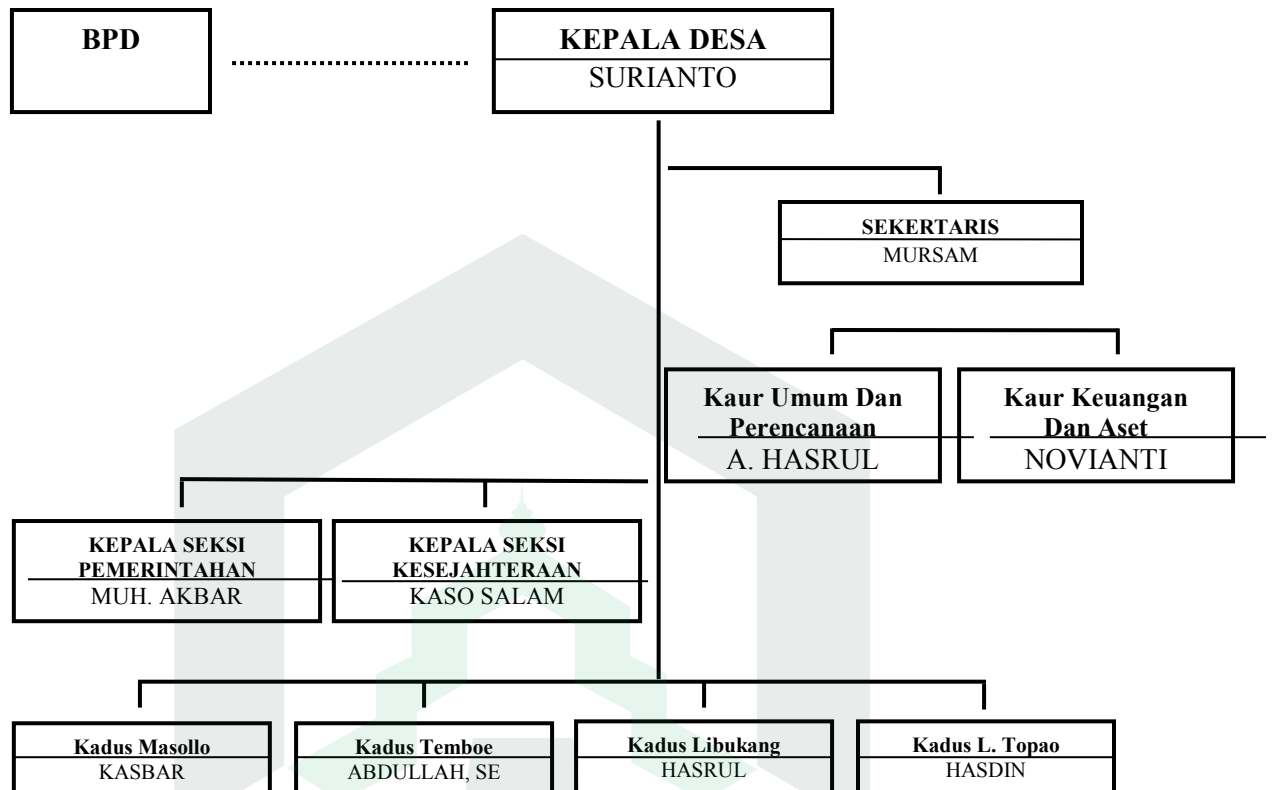 BPD
KEPALA DESA
SURIANTO
SEKERTARIS
MURSAM
Kaur Umum Dan
Perencanaan
A. HASRUL
Kaur Keuangan
Dan Aset
NOVIANTI
KEPALA SEKSI
PEMERINTAHAN
MUH. AKBAR
KEPALA SEKSI
KESEJAHTERAAN
KASO SALAM
Kadus Masollo
KASBAR
Kadus Temboe
ABDULLAH, SE
Kadus Libukang
HASRUL
Kadus L. Topao
HASDIN